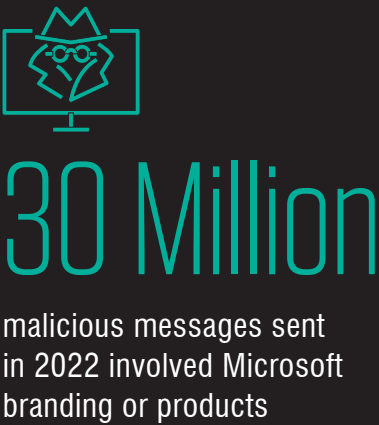 30 Million
malicious messages sent
in 2022 involved Microsoft
branding or products